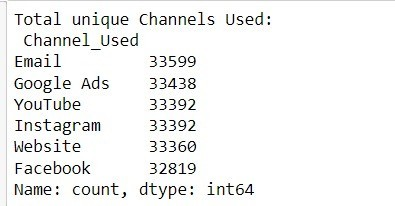 Total unique Channels Used:
Channel_Used
Email 33599
Google Ads 33438
YouTube 33392
Instagram 33392
Website 33360
Facebook 32819
Name: count, dtype: int64